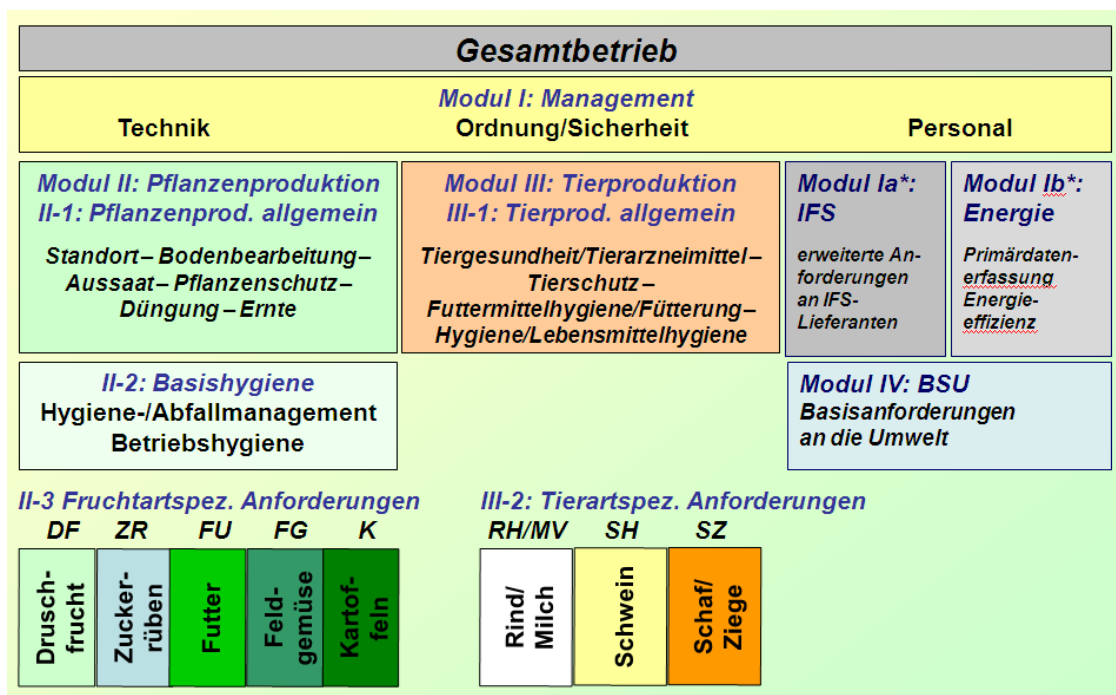 Gesamtbetrieb
Modul I: Management
Technik Ordnung/Sicherheit Personal
Modul II: Pflanzenproduktion
II-1: Pflanzenprod. allgemein
Standort – Bodenbearbeitung –
Aussaat – Pflanzenschutz –
Düngung – Ernte
Modul III: Tierproduktion
III-1: Tierprod. allgemein
Tiergesundheit/Tierarzneimittel –
Tierschutz –
Futtermittelhygiene/Fütterung –
Hygiene/Lebensmittelhygiene
Modul Ia*:
IFS
erweiterte An-
forderungen
an IFS-
Lieferanten
Modul Ib*:
Energie
Primärdaten-
erfassung
Energie-
effizienz
II-2: Basishygiene
Hygiene-/Abfallmanagement
Betriebshygiene
Modul IV: BSU
Basisanforderungen
an die Umwelt
II-3 Fruchtartspez. Anforderungen
DF ZR FU FG K
Drusch-
frucht
Zucker-
rüben
Futter
Feld-
gemüse
Kartof-
feln
III-2: Tierartspez. Anforderungen
RH/MV SH SZ
Rind/
Milch
Schwein
Schaf/
Ziege